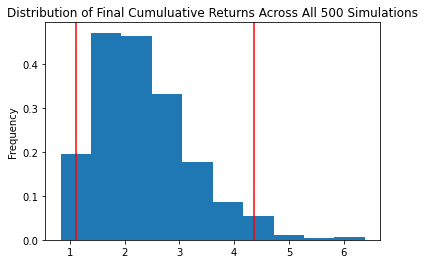 Distribution of Final Cumuluative Returns Across All 500 Simulations
Frequency
0.4
0.3
0.2
0.1
0.0
1 2 3 4 5 6